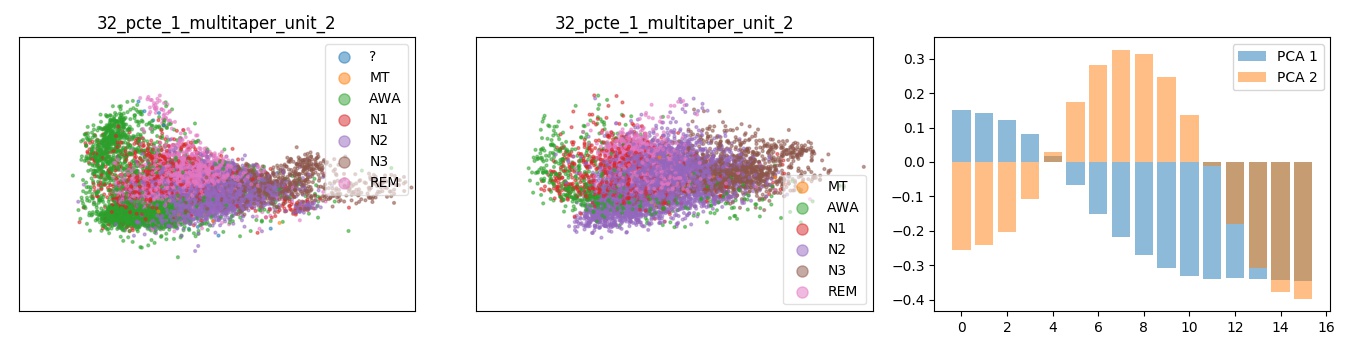 32_pcte_1_multitaper_unit_2
?
MT
AWA
N1
N2
N3
REM
32_pcte_1_multitaper_unit_2
MT
AWA
N1
N2
N3
REM
PCA 1
PCA 2
0.3
0.2
0.1
0.0
−0.1
−0.2
−0.3
−0.4
0 2 4 6 8 10 12 14 16